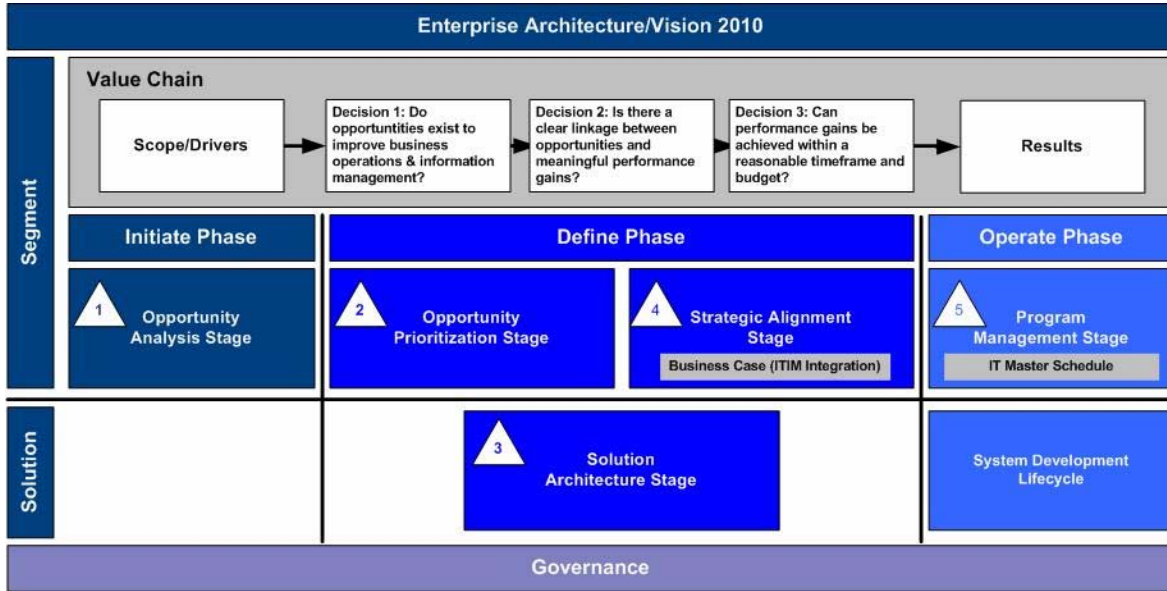 Enterprise Architecture/Vision 2010
Segment
Value Chain
Scope/Drivers
Decision 1: Do
opportuntities exist to
improve business
operations & information
management?
Decision 2: Is there a
clear linkage between
opportunities and
meaningful performance
gains?
Decision 3: Can
performance gains be
achieved within a
reasonable timeframe and
budget?
Results
Initiate Phase
Define Phase
Operate Phase
1
Opportunity
Analysis Stage
2
Opportunity
Prioritization Stage
4
Strategic Alignment
Stage
Business Case (ITIM Integration)
5
Program
Management Stage
IT Master Schedule
Solution
3
Solution
Architecture Stage
System Development
Lifecycle
Governance